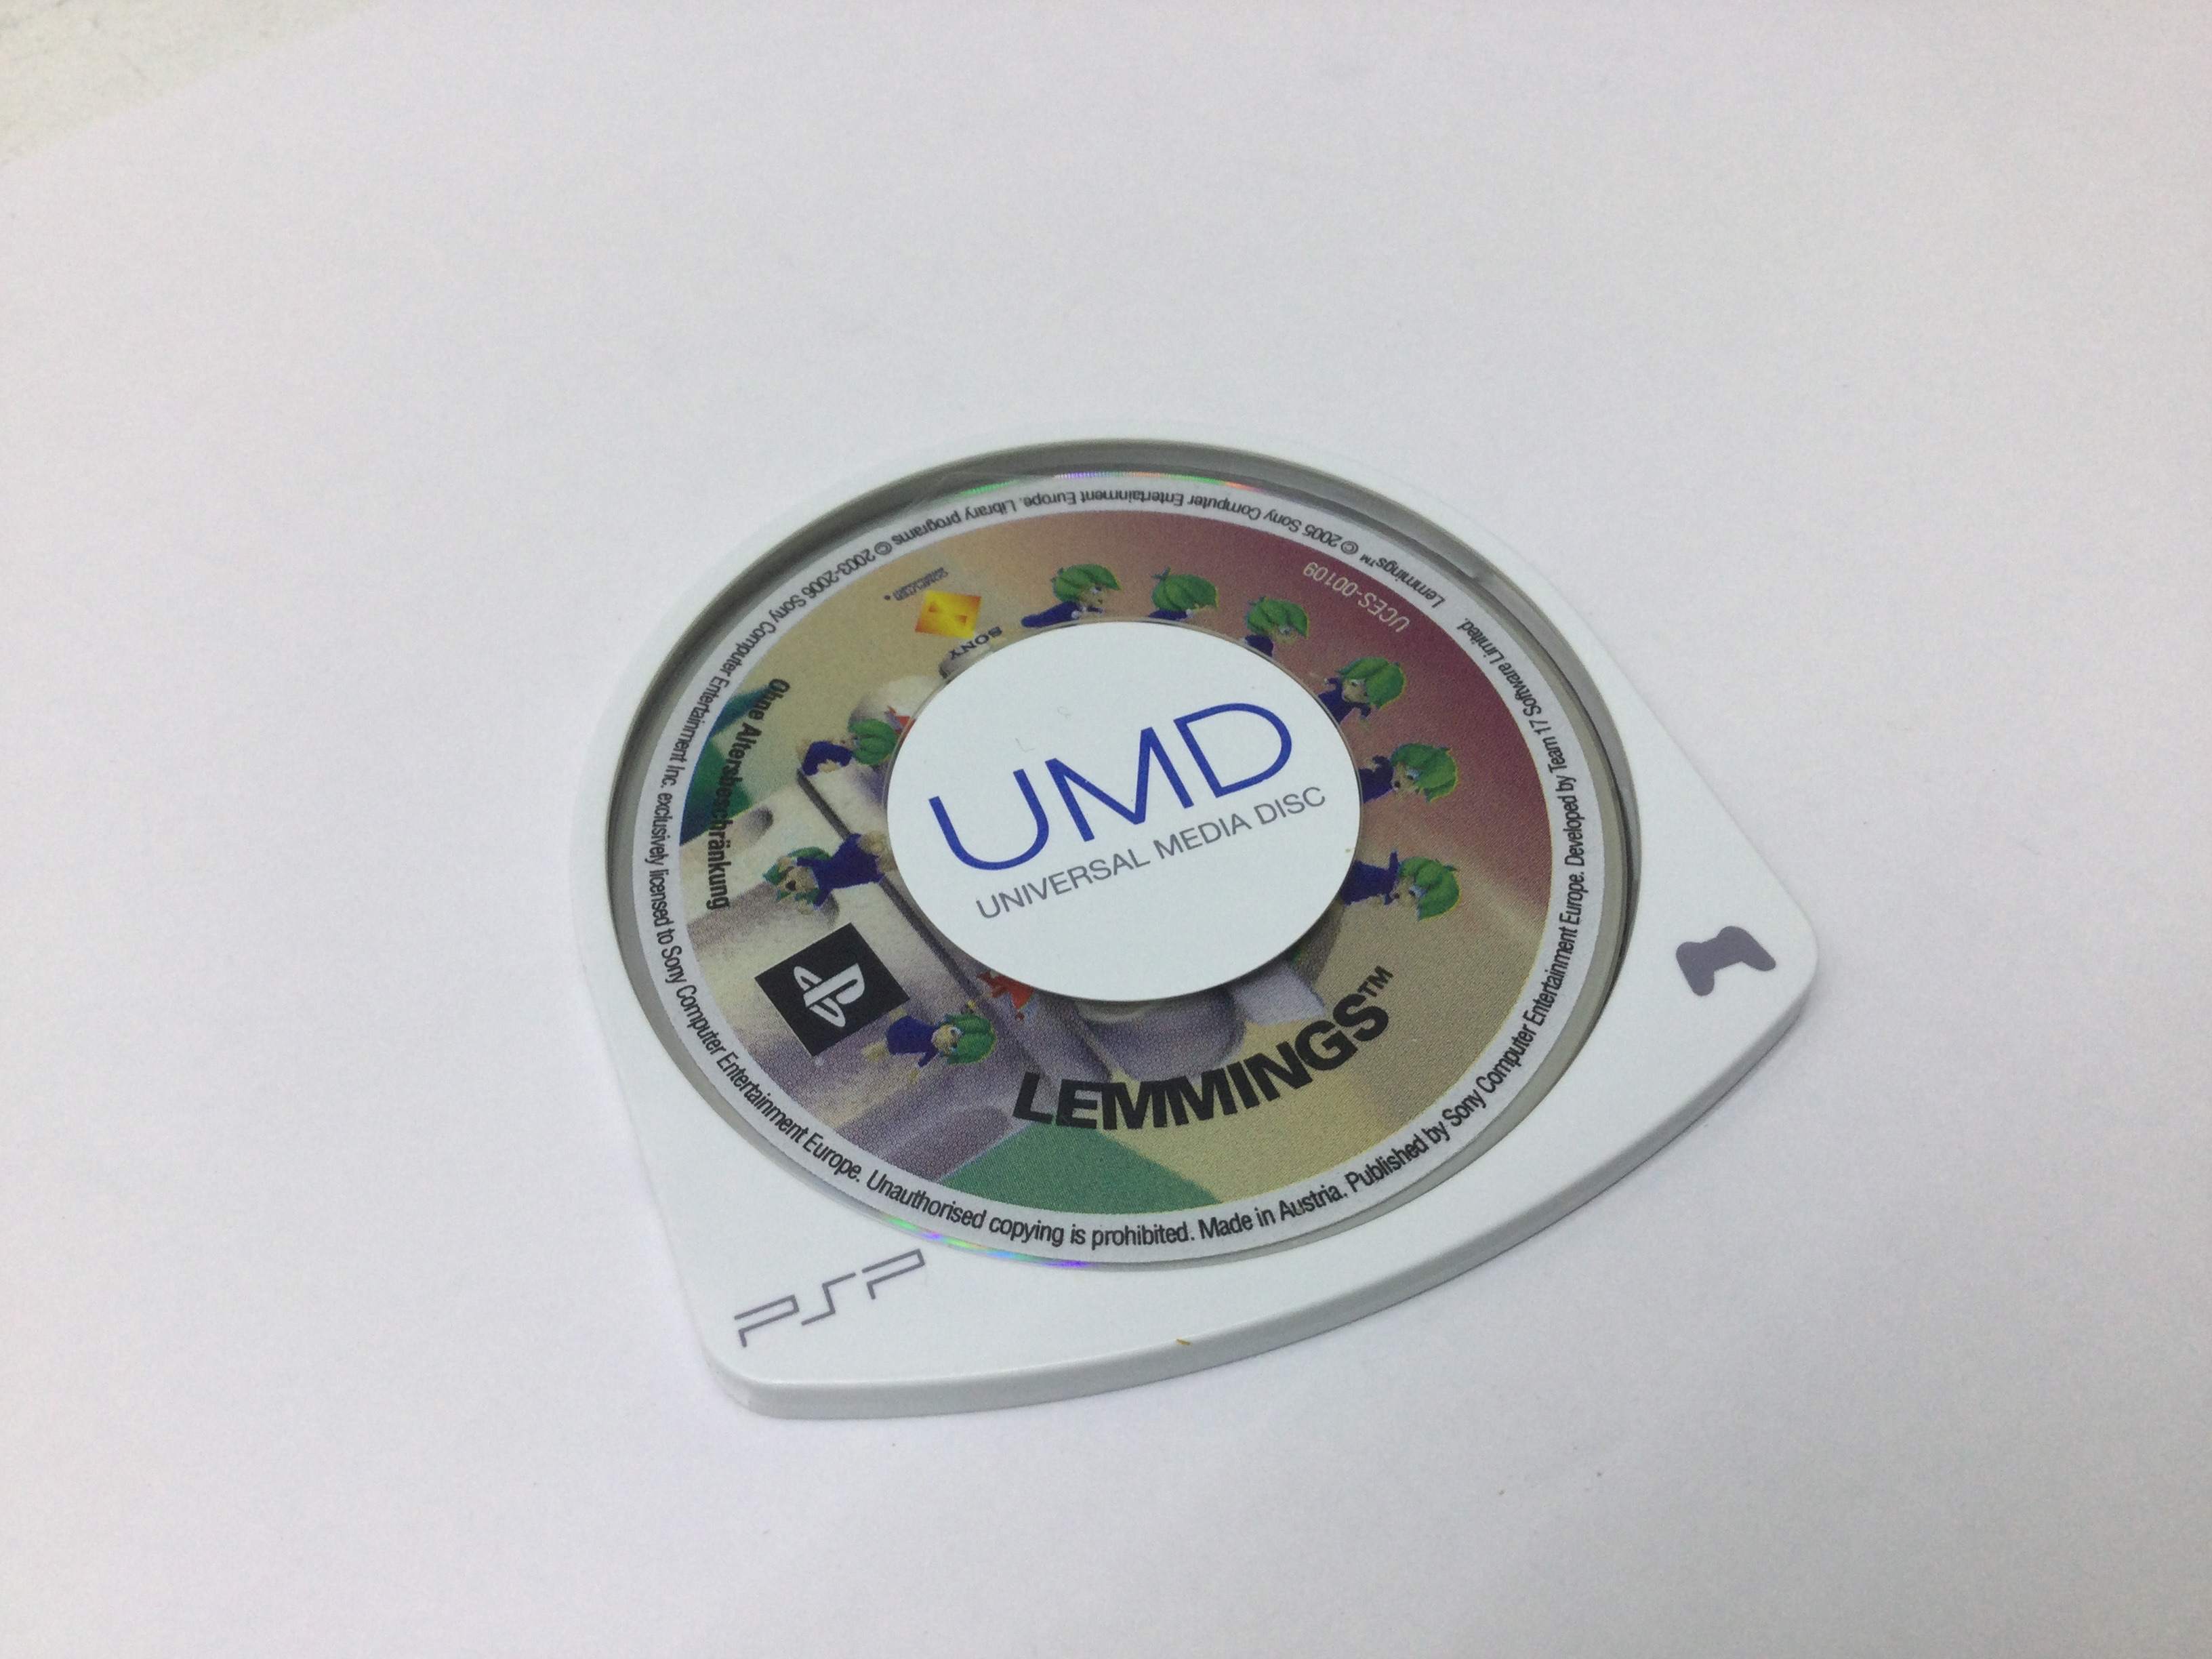 UMD
UNIVERSAL MEDIA DISC
LEMMINGS™
UCES-00109
SONY
Ohne Altersbeschränkung
Lemmings™ © 2005 Sony Computer Entertainment Europe. Library programs © 2003-2006 Sony Computer Entertainment Inc. exclusively licensed to Sony Computer Entertainment Europe. Unauthorised copying is prohibited. Made in Austria. Published by Sony Computer Entertainment Europe. Developed by Team 17 Software Limited.
PSP